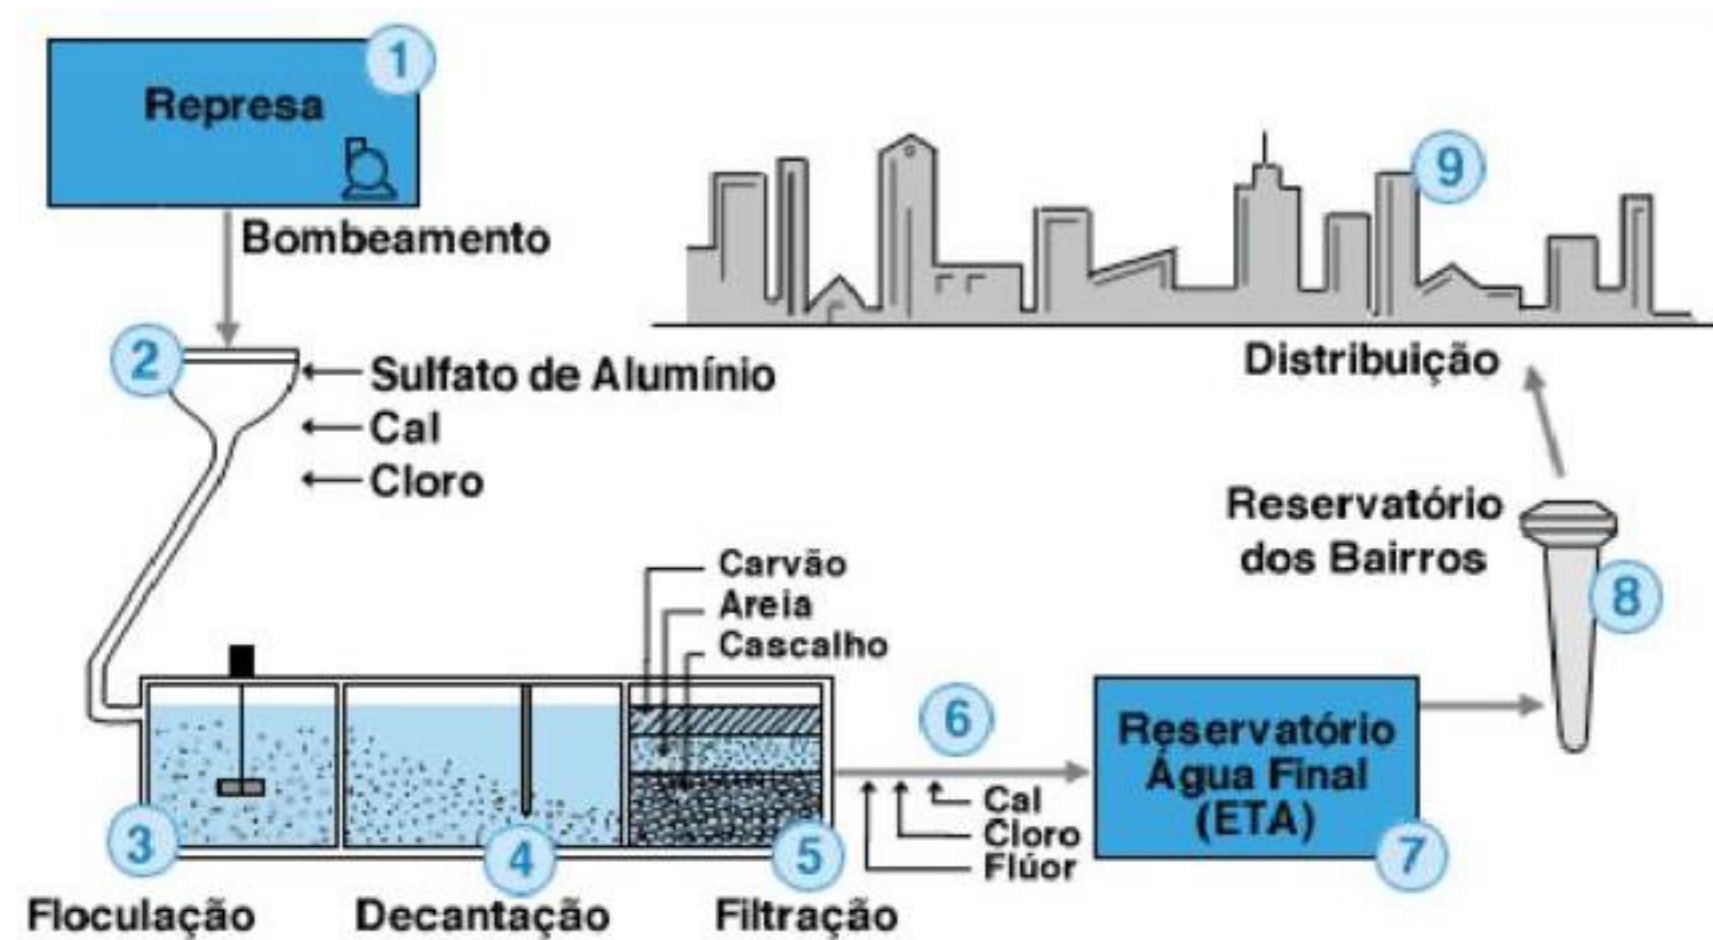 1
Represa
Bombeamento
2
Sulfato de Alumínio
Cal
Cloro
3
Floculação
4
Decantação
Carvão
Areia
Cascalho
5
Filtração
6
Cal
Cloro
Flúor
Reservatório
Água Final
(ETA)
7
Reservatório
dos Bairros
8
9
Distribuição